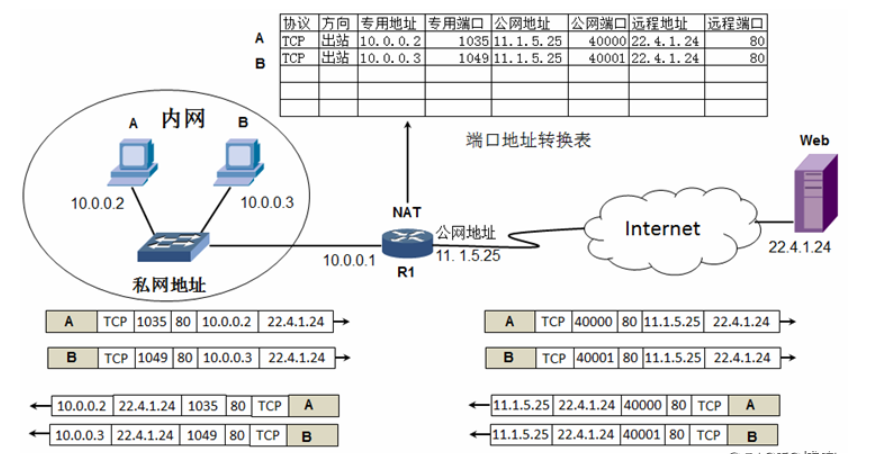 协议 方向 专用地址 专用端口 公网地址 公网端口 远程地址 远程端口
A TCP 出站 10.0.0.2 1035 11.1.5.25 40000 22.4.1.24 80
B TCP 出站 10.0.0.3 1049 11.1.5.25 40001 22.4.1.24 80
端口地址转换表
A 内网 B
Web
10.0.0.2
10.0.0.3
NAT
公网地址
Internet
10.0.0.1
11. 1.5.25
R1
22.4.1.24
私网地址
A TCP 1035 80 10.0.0.2 22.4.1.24
A TCP 40000 80 11.1.5.25 22.4.1.24
B TCP 1049 80 10.0.0.3 22.4.1.24
B TCP 40001 80 11.1.5.25 22.4.1.24
10.0.0.2 22.4.1.24 1035 80 TCP A
11.1.5.25 22.4.1.24 40000 80 TCP A
10.0.0.3 22.4.1.24 1049 80 TCP B
11.1.5.25 22.4.1.24 40001 80 TCP B